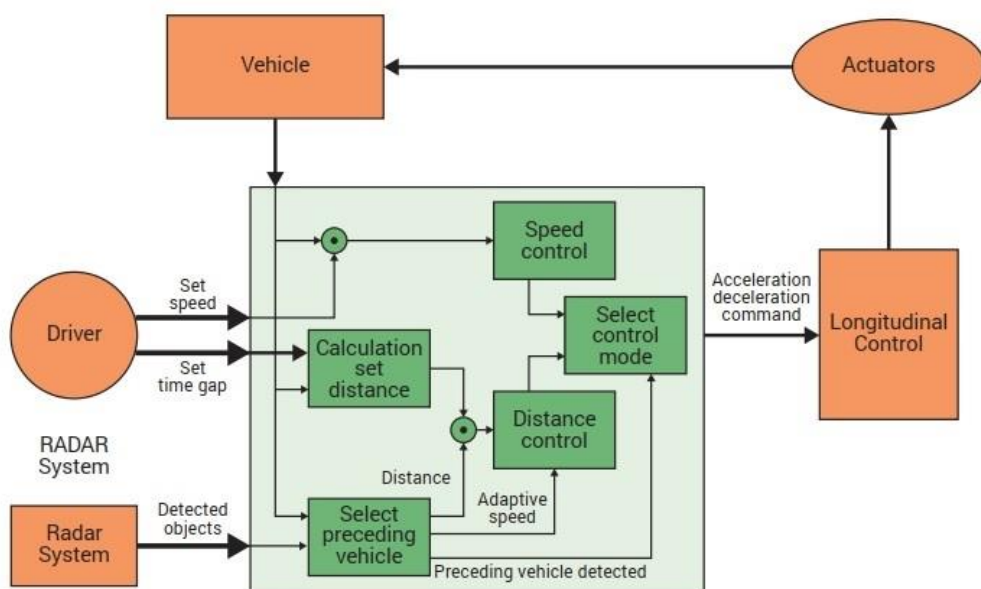 Vehicle
Actuators
Speed
control
Set
speed
Driver
Set
time gap
Calculation
set
distance
Select
control
mode
Acceleration
deceleration
command
Longitudinal
Control
Distance
control
RADAR
System
Distance
Adaptive
speed
Radar
System
Detected
objects
Select
preceding
vehicle
Preceding vehicle detected